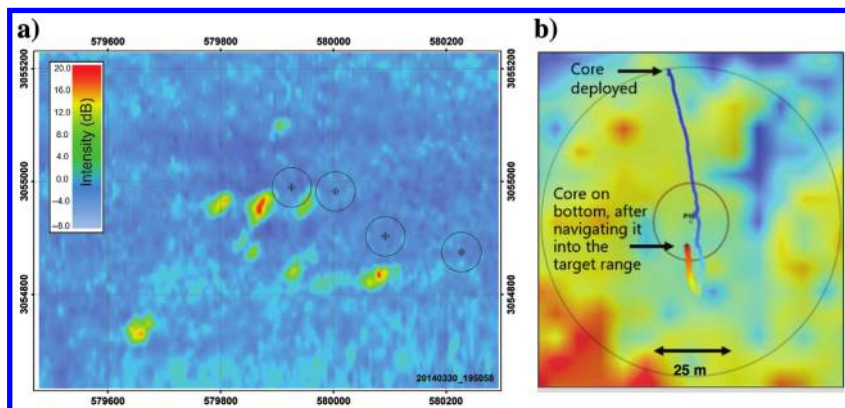 a)
579600 579800 580000 580200
3055200
3055000
3054800
20.0
16.0
12.0
8.0
4.0
0.0
−4.0
−8.0
Intensity (dB)
3055200
3055000
3054800
20140330_195058
579600 579800 580000 580200
b)
Core
deployed
Core on
bottom, after
navigating it
into the
target range
25 m